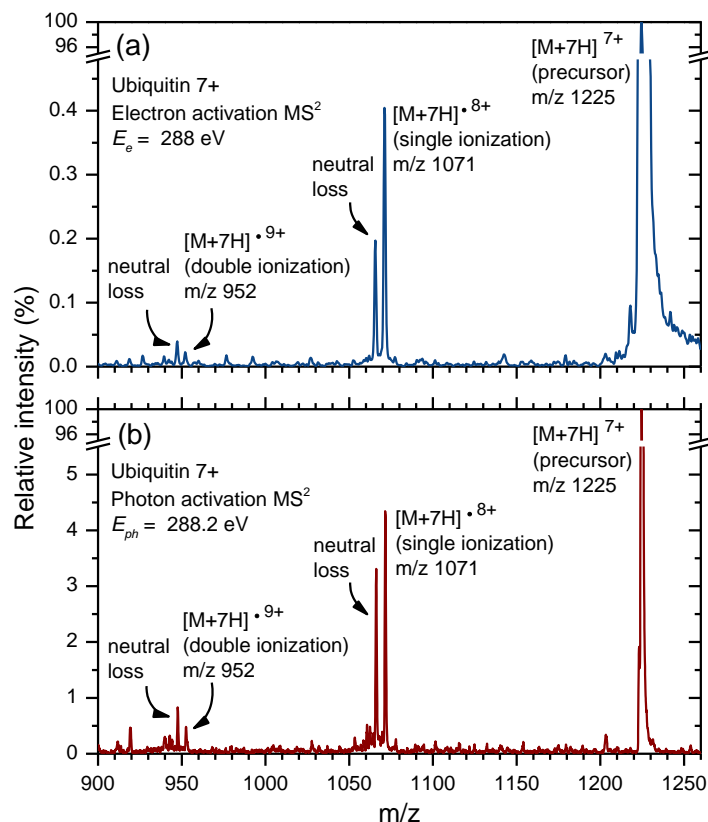 (a)
Ubiquitin 7+
Electron activation MS²
Eₑ = 288 eV
[M+7H] ⁷⁺
(precursor)
m/z 1225
[M+7H] •⁸⁺
(single ionization)
m/z 1071
neutral
loss
[M+7H] •⁹⁺
(double ionization)
m/z 952
neutral
loss
100
96
0.4
0.3
0.2
0.1
0.0
Relative intensity (%)
(b)
Ubiquitin 7+
Photon activation MS²
Eₚₕ = 288.2 eV
[M+7H] ⁷⁺
(precursor)
m/z 1225
[M+7H] •⁸⁺
(single ionization)
m/z 1071
neutral
loss
[M+7H] •⁹⁺
(double ionization)
m/z 952
neutral
loss
100
96
5
4
3
2
1
0
900 950 1000 1050 1100 1150 1200 1250
m/z